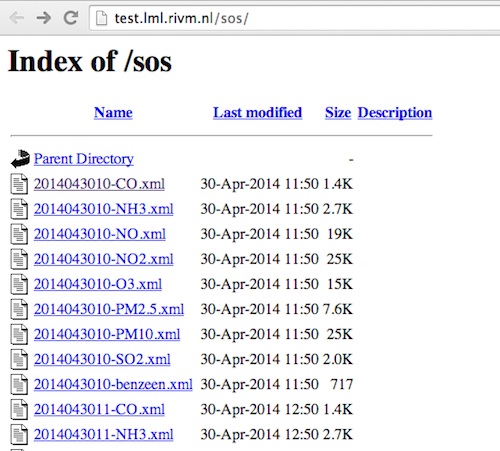 test.lml.rivm.nl/sos/
Index of /sos
Name Last modified Size Description
Parent Directory -
2014043010-CO.xml 30-Apr-2014 11:50 1.4K
2014043010-NH3.xml 30-Apr-2014 11:50 2.7K
2014043010-NO.xml 30-Apr-2014 11:50 19K
2014043010-NO2.xml 30-Apr-2014 11:50 25K
2014043010-O3.xml 30-Apr-2014 11:50 15K
2014043010-PM2.5.xml 30-Apr-2014 11:50 7.6K
2014043010-PM10.xml 30-Apr-2014 11:50 25K
2014043010-SO2.xml 30-Apr-2014 11:50 2.0K
2014043010-benzeen.xml 30-Apr-2014 11:50 717
2014043011-CO.xml 30-Apr-2014 12:50 1.4K
2014043011-NH3.xml 30-Apr-2014 12:50 2.7K